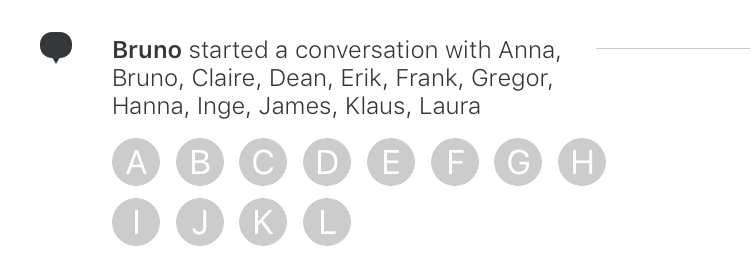 Bruno started a conversation with Anna,
Bruno, Claire, Dean, Erik, Frank, Gregor,
Hanna, Inge, James, Klaus, Laura
A B C D E F G H
I J K L